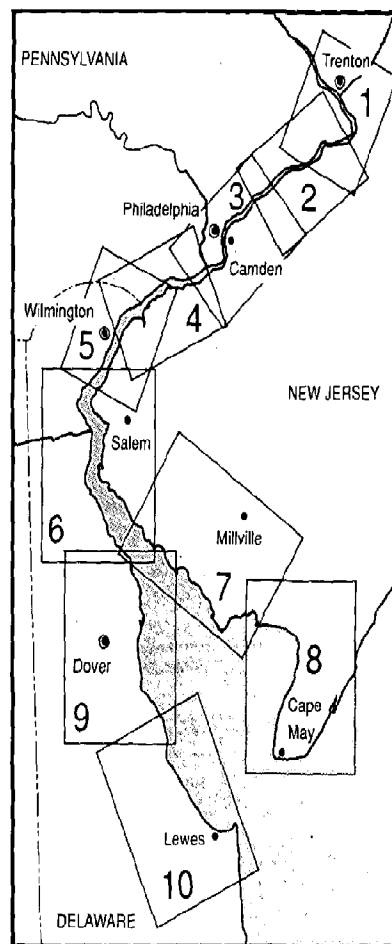 PENNSYLVANIA
Trenton
1
3
2
Philadelphia
Camden
Wilmington
4
5
NEW JERSEY
Salem
6
Millville
7
8
Dover
Cape
May
9
Lewes
10
DELAWARE